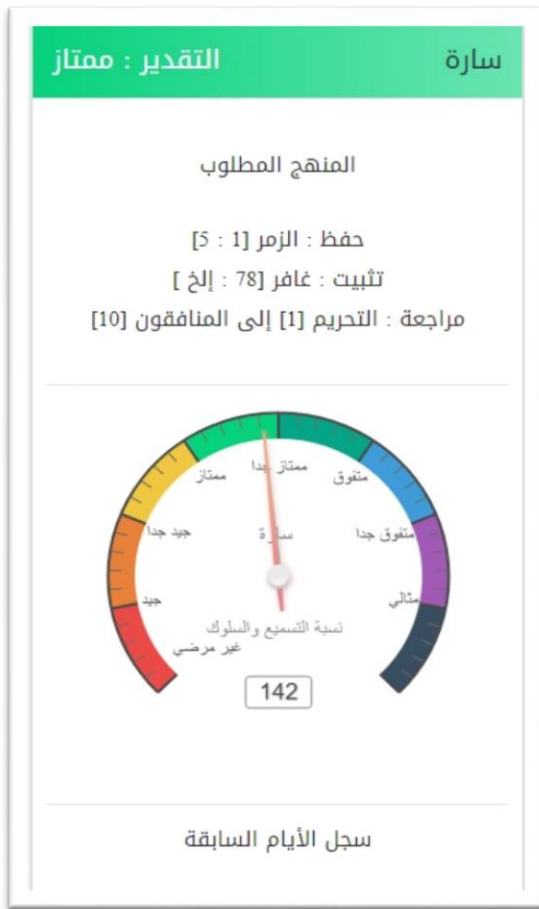 سارة
التقدير : ممتاز
المنهج المطلوب
حفظ : الزمر [1 : 5]
تثبيت : غافر [78 : إلخ ]
مراجعة : التحريم [1] إلى المنافقون [10]
ممتاز جدا
ممتاز
متفوق
جيد جدا
سارة
متفوق جدا
جيد
مثالي
نسبة التسميع والسلوك
غير مرضي
142
سجل الأيام السابقة